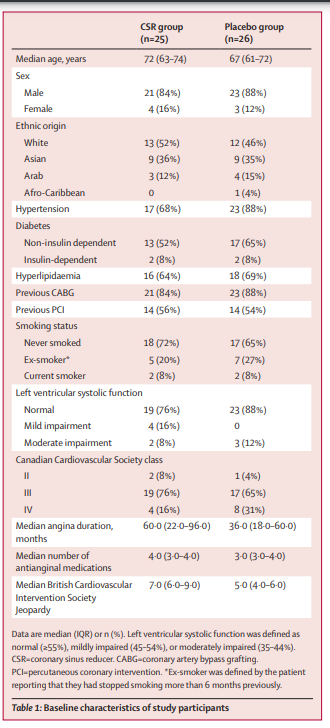 CSR group Placebo group
(n=25) (n=26)
Median age, years 72 (63–74) 67 (61–72)
Sex
Male 21 (84%) 23 (88%)
Female 4 (16%) 3 (12%)
Ethnic origin
White 13 (52%) 12 (46%)
Asian 9 (36%) 9 (35%)
Arab 3 (12%) 4 (15%)
Afro-Caribbean 0 1 (4%)
Hypertension 17 (68%) 23 (88%)
Diabetes
Non-insulin dependent 13 (52%) 17 (65%)
Insulin-dependent 2 (8%) 2 (8%)
Hyperlipidaemia 16 (64%) 18 (69%)
Previous CABG 21 (84%) 23 (88%)
Previous PCI 14 (56%) 14 (54%)
Smoking status
Never smoked 18 (72%) 17 (65%)
Ex-smoker* 5 (20%) 7 (27%)
Current smoker 2 (8%) 2 (8%)
Left ventricular systolic function
Normal 19 (76%) 23 (88%)
Mild impairment 4 (16%) 0
Moderate impairment 2 (8%) 3 (12%)
Canadian Cardiovascular Society class
II 2 (8%) 1 (4%)
III 19 (76%) 17 (65%)
IV 4 (16%) 8 (31%)
Median angina duration, 60·0 (22·0–96·0) 36·0 (18·0–60·0)
months
Median number of 4·0 (3·0–4·0) 3·0 (3·0–4·0)
antianginal medications
Median British Cardiovascular 7·0 (6·0–9·0) 5·0 (4·0–6·0)
Intervention Society
Jeopardy
Data are median (IQR) or n (%). Left ventricular systolic function was defined as
normal (≥55%), mildly impaired (45–54%), or moderately impaired (35–44%).
CSR=coronary sinus reducer. CABG=coronary artery bypass grafting.
PCI=percutaneous coronary intervention. *Ex-smoker was defined by the patient
reporting that they had stopped smoking more than 6 months previously.
Table 1: Baseline characteristics of study participants